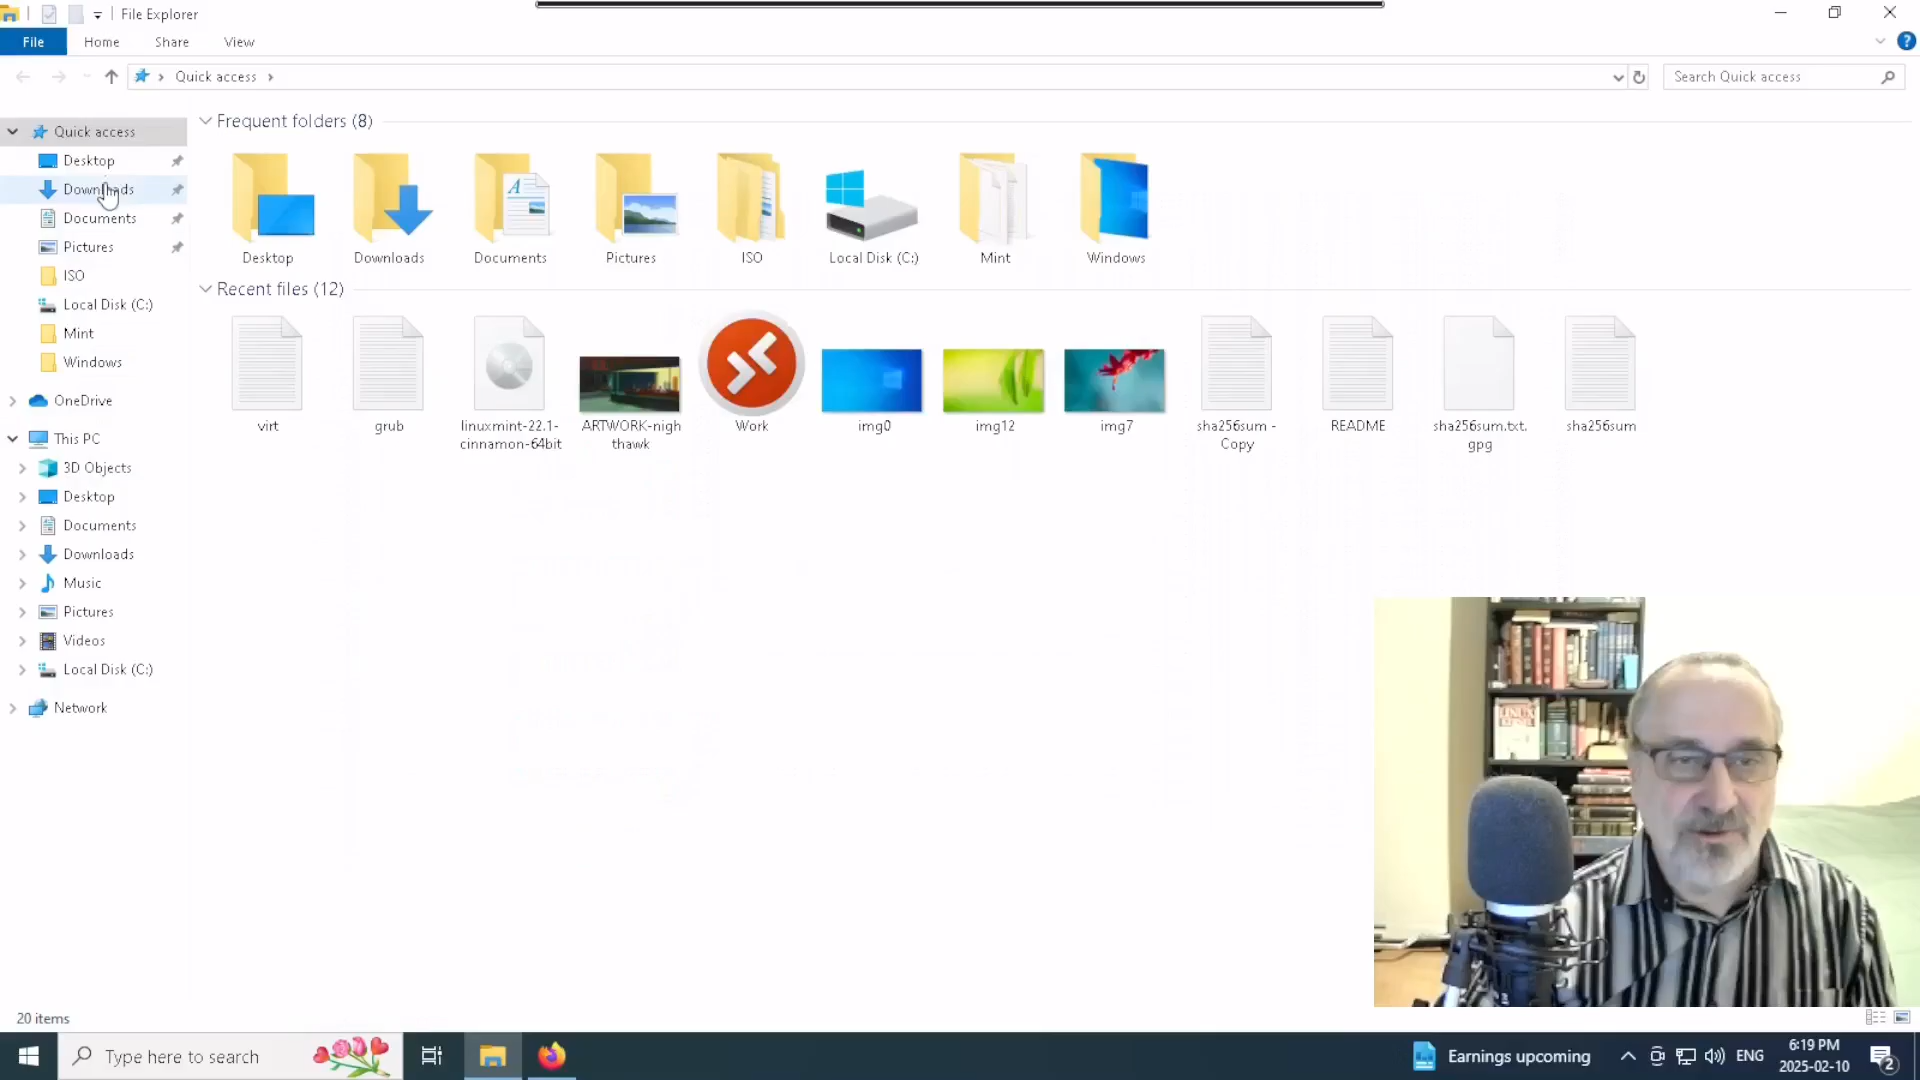 File Explorer
File Home Share View
Quick access
Search Quick access
Quick access
Desktop
Downloads
Documents
Pictures
ISO
Local Disk (C:)
Mint
Windows
OneDrive
This PC
3D Objects
Desktop
Documents
Downloads
Music
Pictures
Videos
Local Disk (C:)
Network
Frequent folders (8)
Desktop Downloads Documents Pictures ISO Local Disk (C:) Mint Windows
Recent files (12)
virt
grub
linuxmint-22.1-
cinnamon-64bit
ARTWORK-nigh
thawk
Work
img0
img12
img7
sha256sum -
Copy
README
sha256sum.txt.
gpg
sha256sum
LINUX
20 items
Type here to search
Earnings upcoming
ENG
6:19 PM
2025-02-10
2